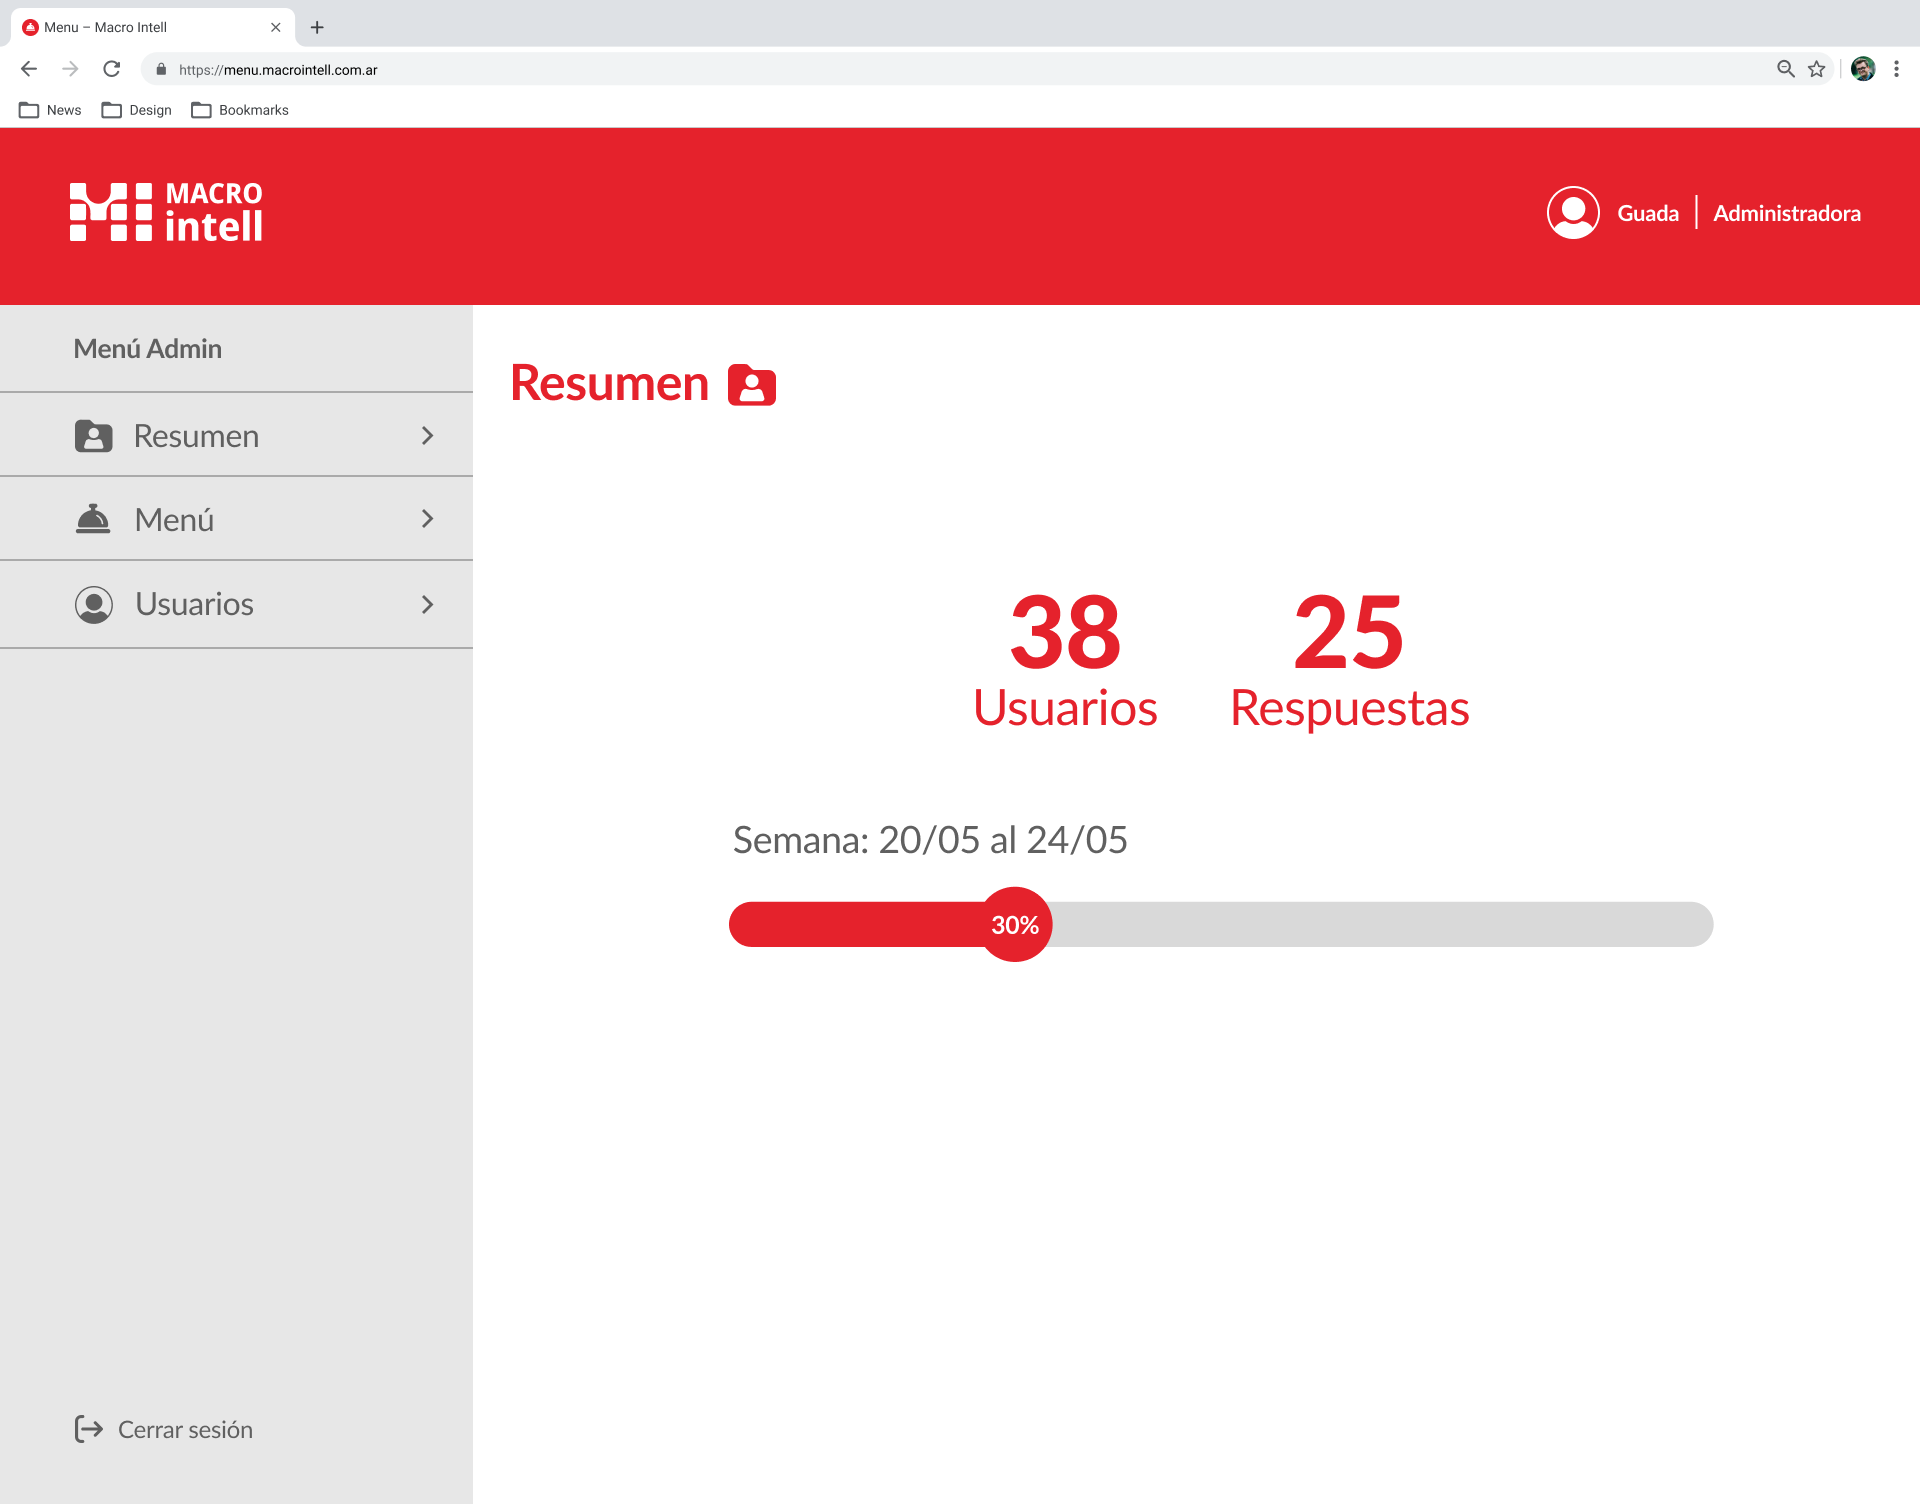 Menu – Macro Intell
https://menu.macrointell.com.ar
News Design Bookmarks
MACRO
intell
Guada | Administradora
Menú Admin
Resumen
Menú
Usuarios
Cerrar sesión
Resumen
38
Usuarios
25
Respuestas
Semana: 20/05 al 24/05
30%